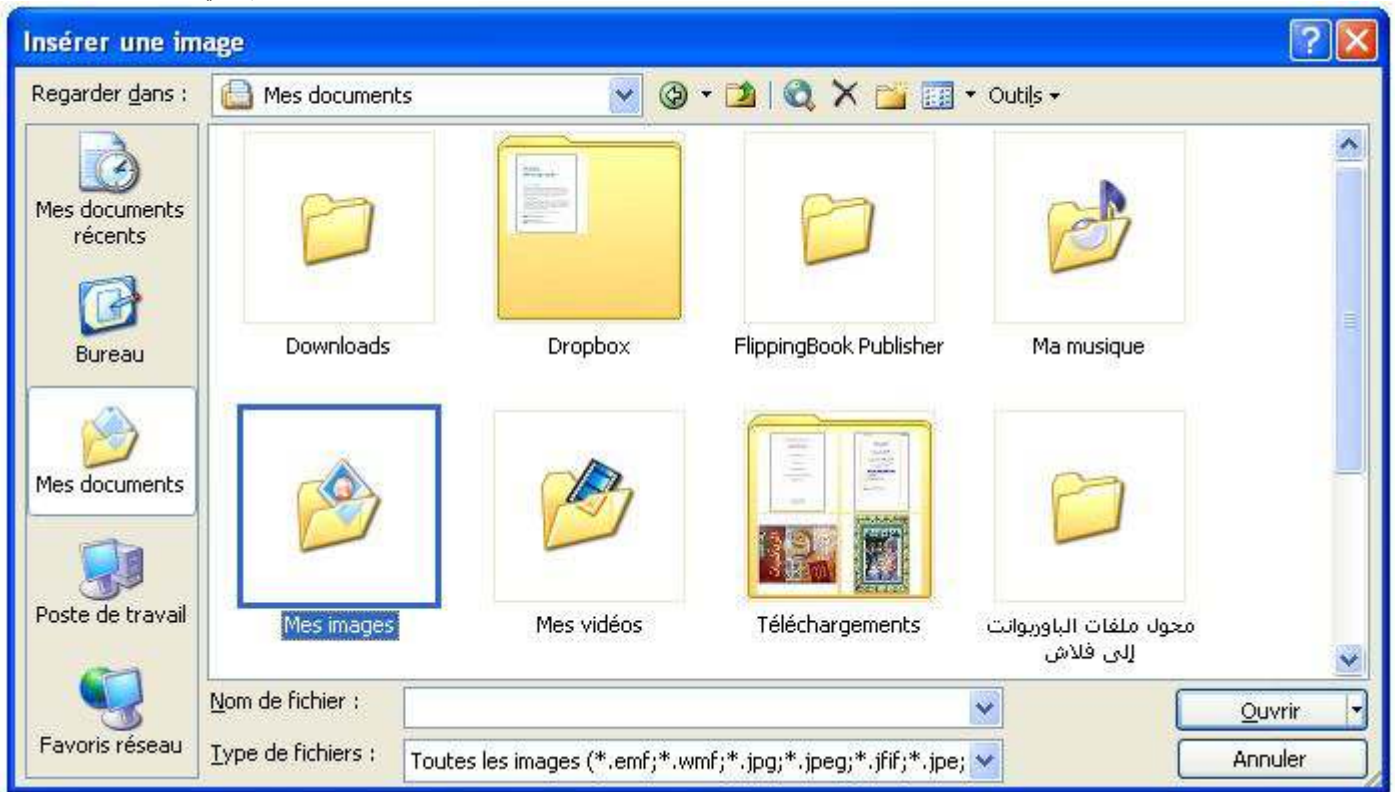 Insérer une image
Regarder dans :
Mes documents
Outils
Mes documents
récents
Bureau
Mes documents
Poste de travail
Favoris réseau
Downloads
Dropbox
FlippingBook Publisher
Ma musique
Mes images
Mes vidéos
Téléchargements
محول ملفات الباوربوانت
إلى فلاش
Nom de fichier :
Ouvrir
Type de fichiers :
Toutes les images (*.emf;*.wmf;*.jpg;*.jpeg;*.jfif;*.jpe;
Annuler